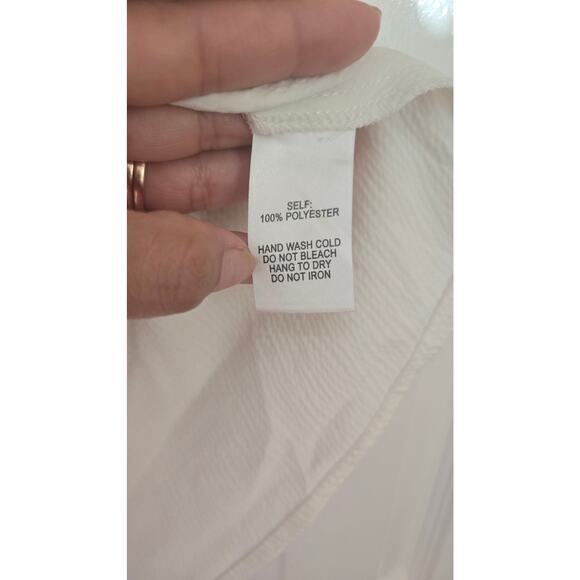 SELF:
100% POLYESTER
HAND WASH COLD
DO NOT BLEACH
HANG TO DRY
DO NOT IRON